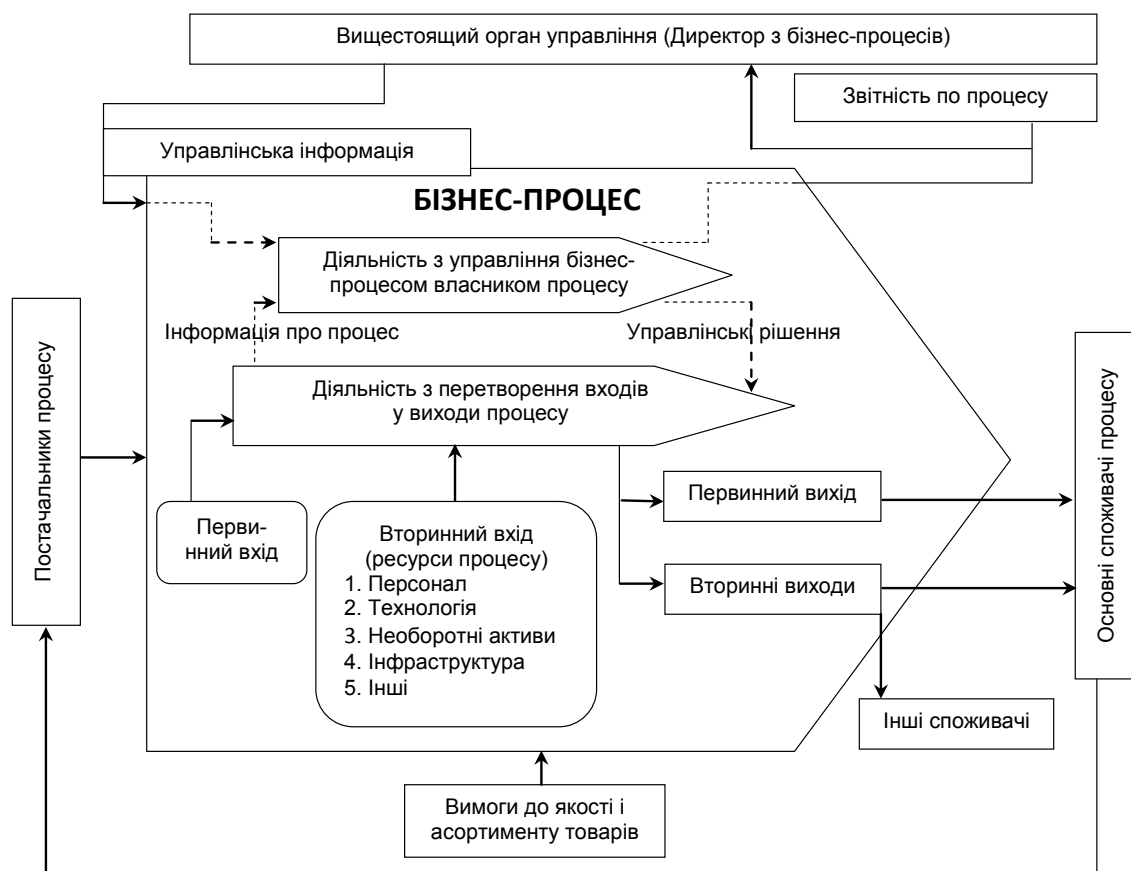 Вищестоящий орган управління (Директор з бізнес-процесів)
Звітність по процесу
Управлінська інформація
БІЗНЕС-ПРОЦЕС
Діяльність з управління бізнес-
процесом власником процесу
Інформація про процес
Управлінські рішення
Діяльність з перетворення входів
у виходи процесу
Постачальники процесу
Основні споживачі процесу
Первинний вихід
Перви-
нний вхід
Вторинний вхід
(ресурси процесу)
1. Персонал
2. Технологія
3. Необоротні активи
4. Інфраструктура
5. Інші
Вторинні виходи
Інші споживачі
Вимоги до якості і
асортименту товарів